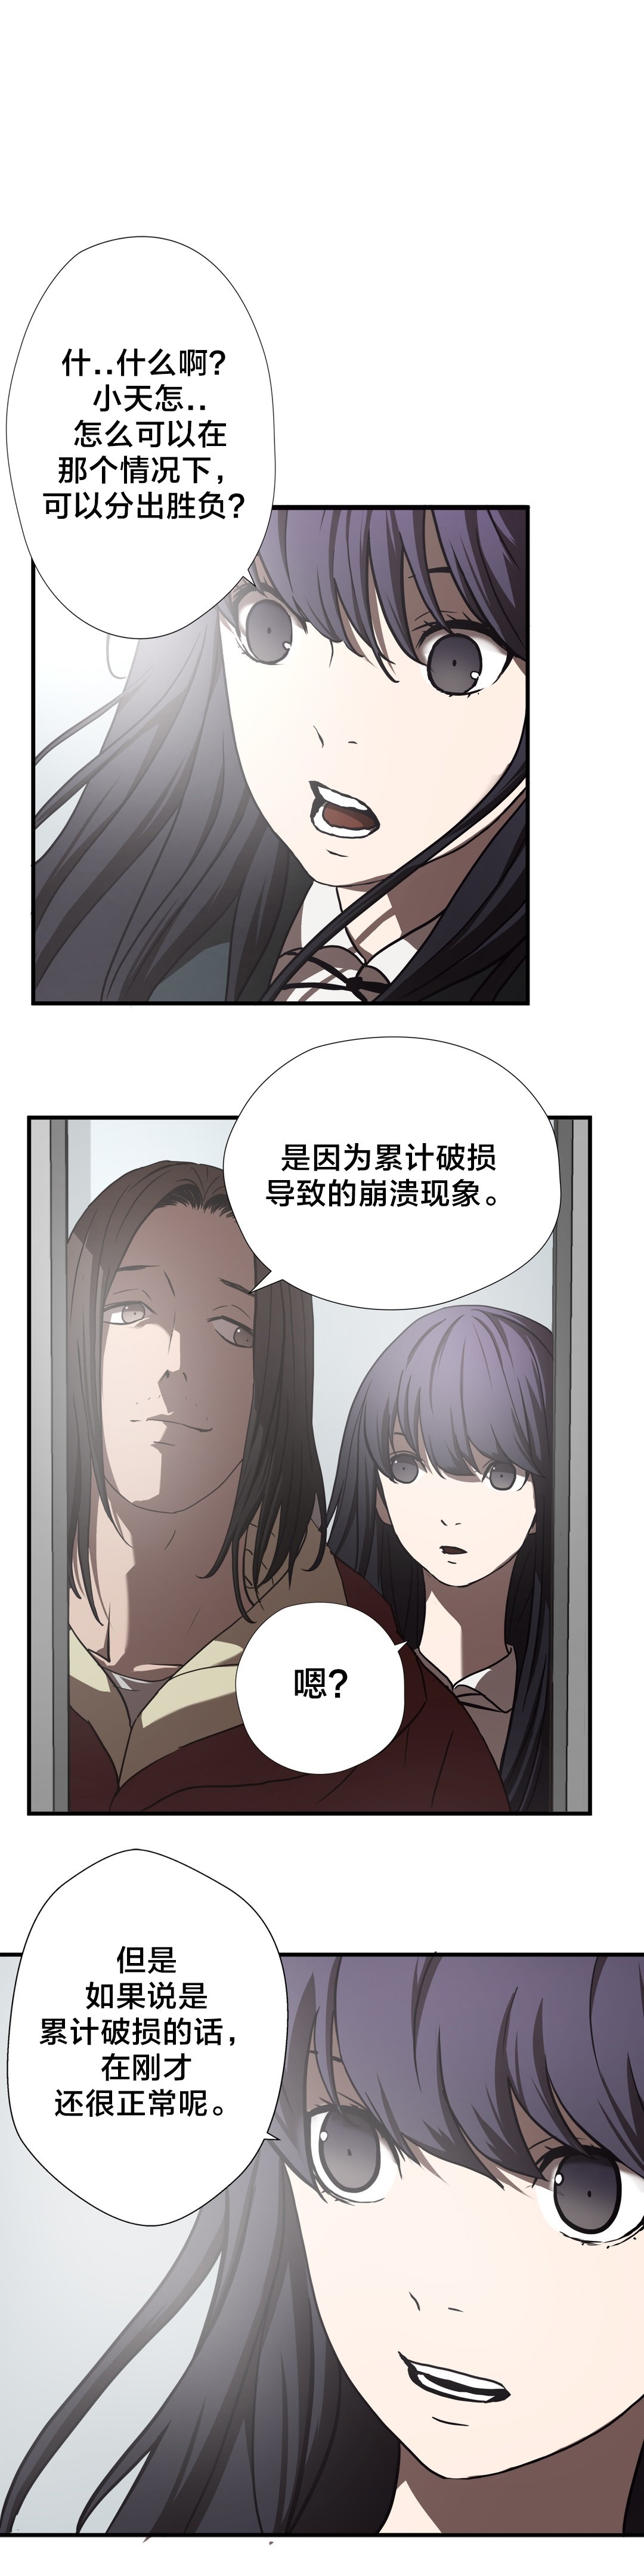 什..什么啊?
小天怎..
怎么可以在
那个情况下，
可以分出胜负?
是因为累计破损
导致的崩溃现象。
嗯?
但是
如果说是
累计破损的话，
在刚才
还很正常呢。